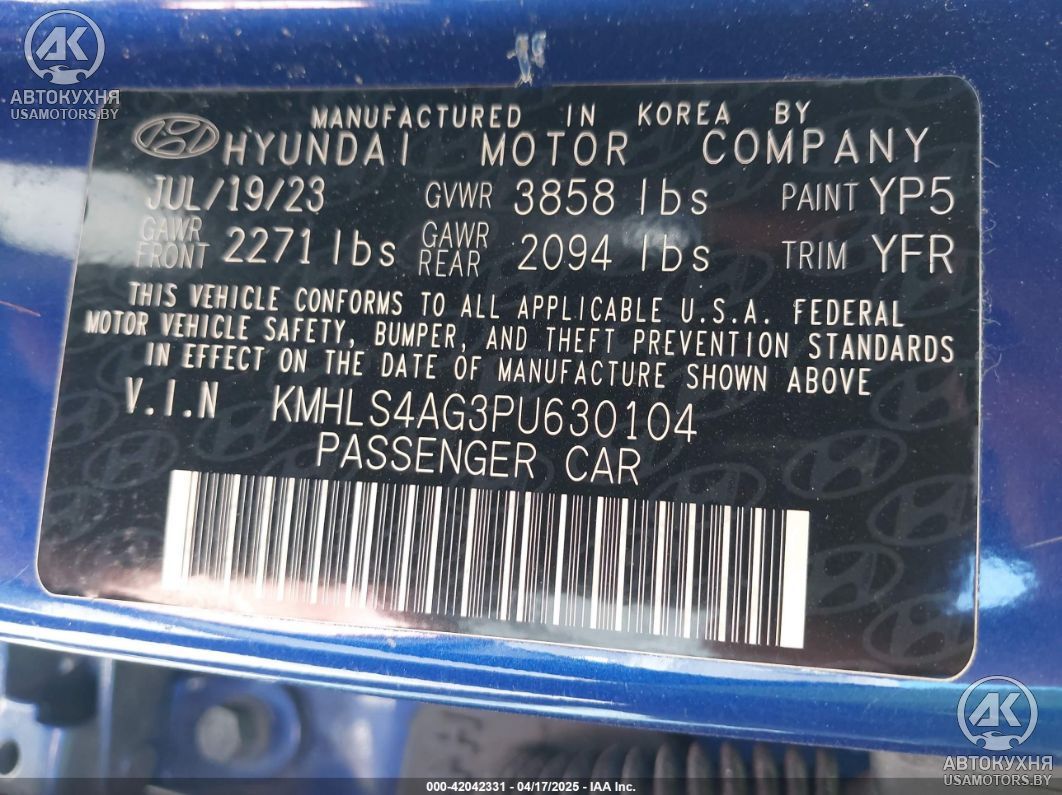 АВТОКУХНЯ
USAMOTORS.BY
MANUFACTURED IN KOREA BY
HYUNDAI MOTOR COMPANY
JUL/19/23 GVWR 3858 lbs PAINT YP5
GAWR FRONT 2271 lbs GAWR REAR 2094 lbs TRIM YFR
THIS VEHICLE CONFORMS TO ALL APPLICABLE U.S.A. FEDERAL
MOTOR VEHICLE SAFETY, BUMPER, AND THEFT PREVENTION STANDARDS
IN EFFECT ON THE DATE OF MANUFACTURE SHOWN ABOVE
V.I.N KMHLS4AG3PU630104
PASSENGER CAR
АВТОКУХНЯ
USAMOTORS.BY
000-42042331 - 04/17/2025 - IAA Inc.